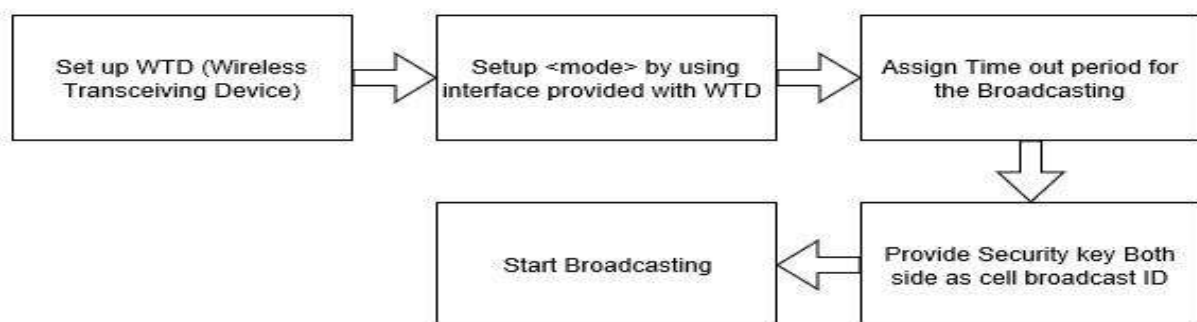 Set up WTD (Wireless
Transceiving Device)
Setup <mode> by using
interface provided with WTD
Assign Time out period for
the Broadcasting
Provide Security key Both
side as cell broadcast ID
Start Broadcasting